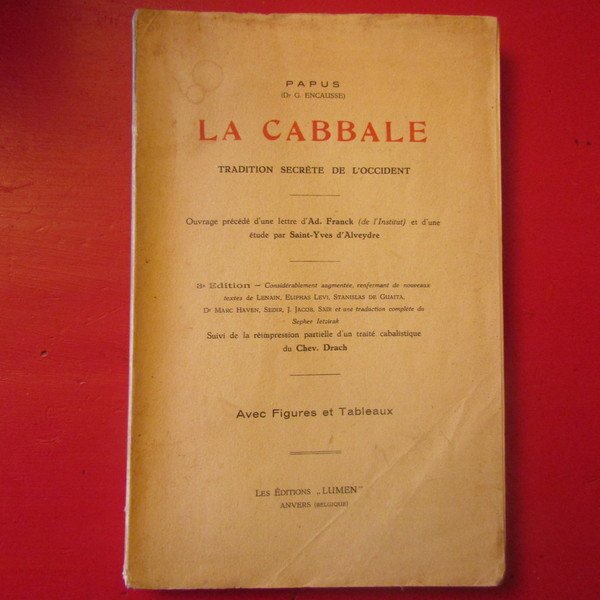 PAPUS
(Dr G. ENCAUSSE)
LA CABBALE
TRADITION SECRÈTE DE L'OCCIDENT
Ouvrage précédé d'une lettre d'Ad. Franck (de l'Institut) et d'une
étude par Saint-Yves d'Alveydre
3e Edition – Considérablement augmentée, renfermant de nouveaux
textes de LENAIN, ELIPHAS LEVI, STANISLAS DE GUAITA,
Dr MARC HAVEN, SEDIR, J. JACOB, SAÏR et une traduction complète du
Sepher Ietzirah
Suivi de la réimpression partielle d'un traité cabalistique
du Chev. Drach
Avec Figures et Tableaux
LES ÉDITIONS „LUMEN"
ANVERS (BELGIQUE)